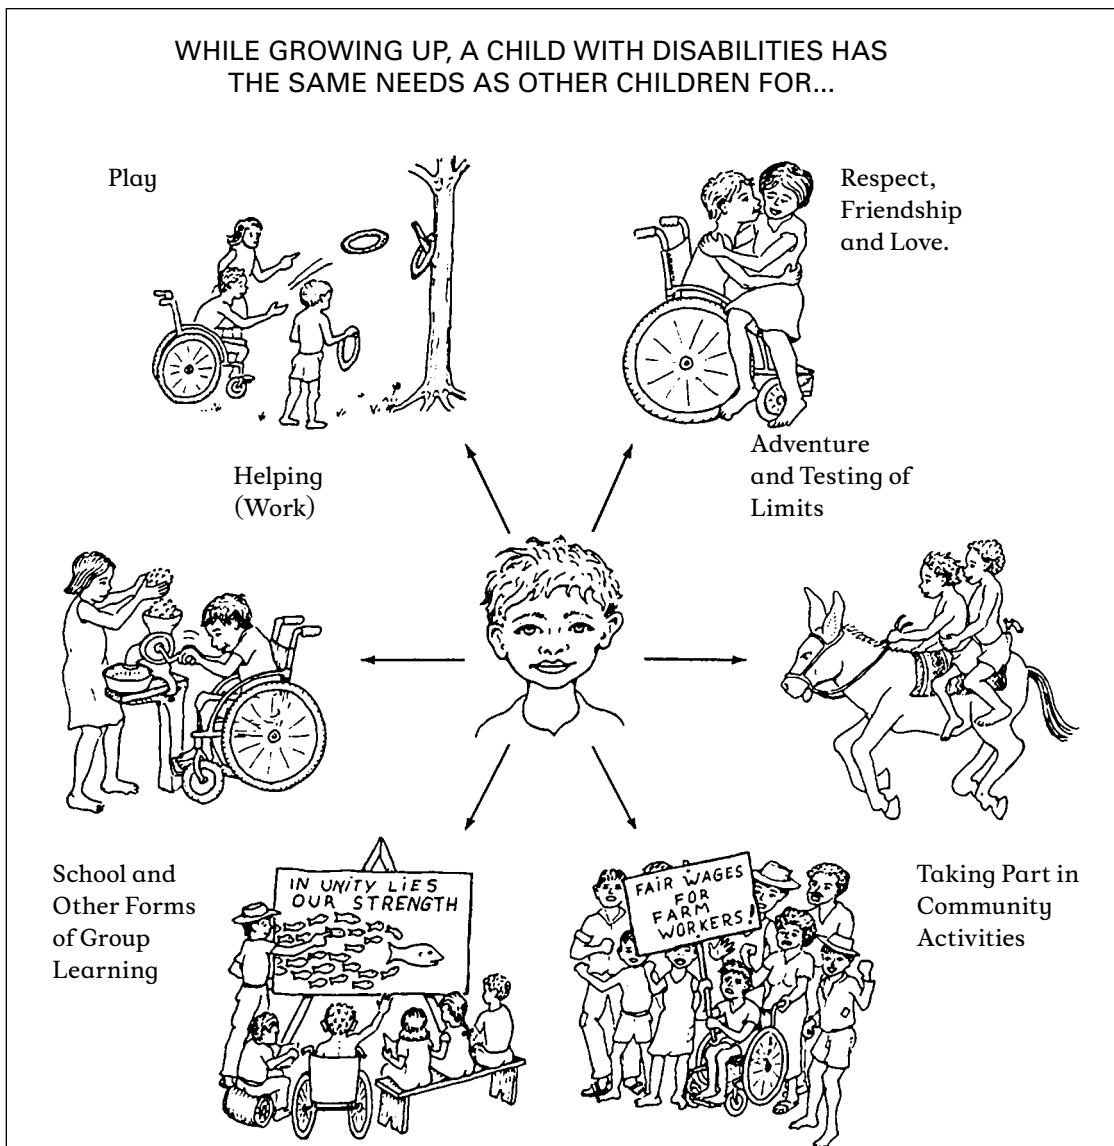 WHILE GROWING UP, A CHILD WITH DISABILITIES HAS
THE SAME NEEDS AS OTHER CHILDREN FOR...
Play
Respect,
Friendship
and Love.
Helping
(Work)
Adventure
and Testing of
Limits
School and
Other Forms
of Group
Learning
IN UNITY LIES
OUR STRENGTH
FAIR WAGES
FOR
FARM
WORKERS!
Taking Part in
Community
Activities